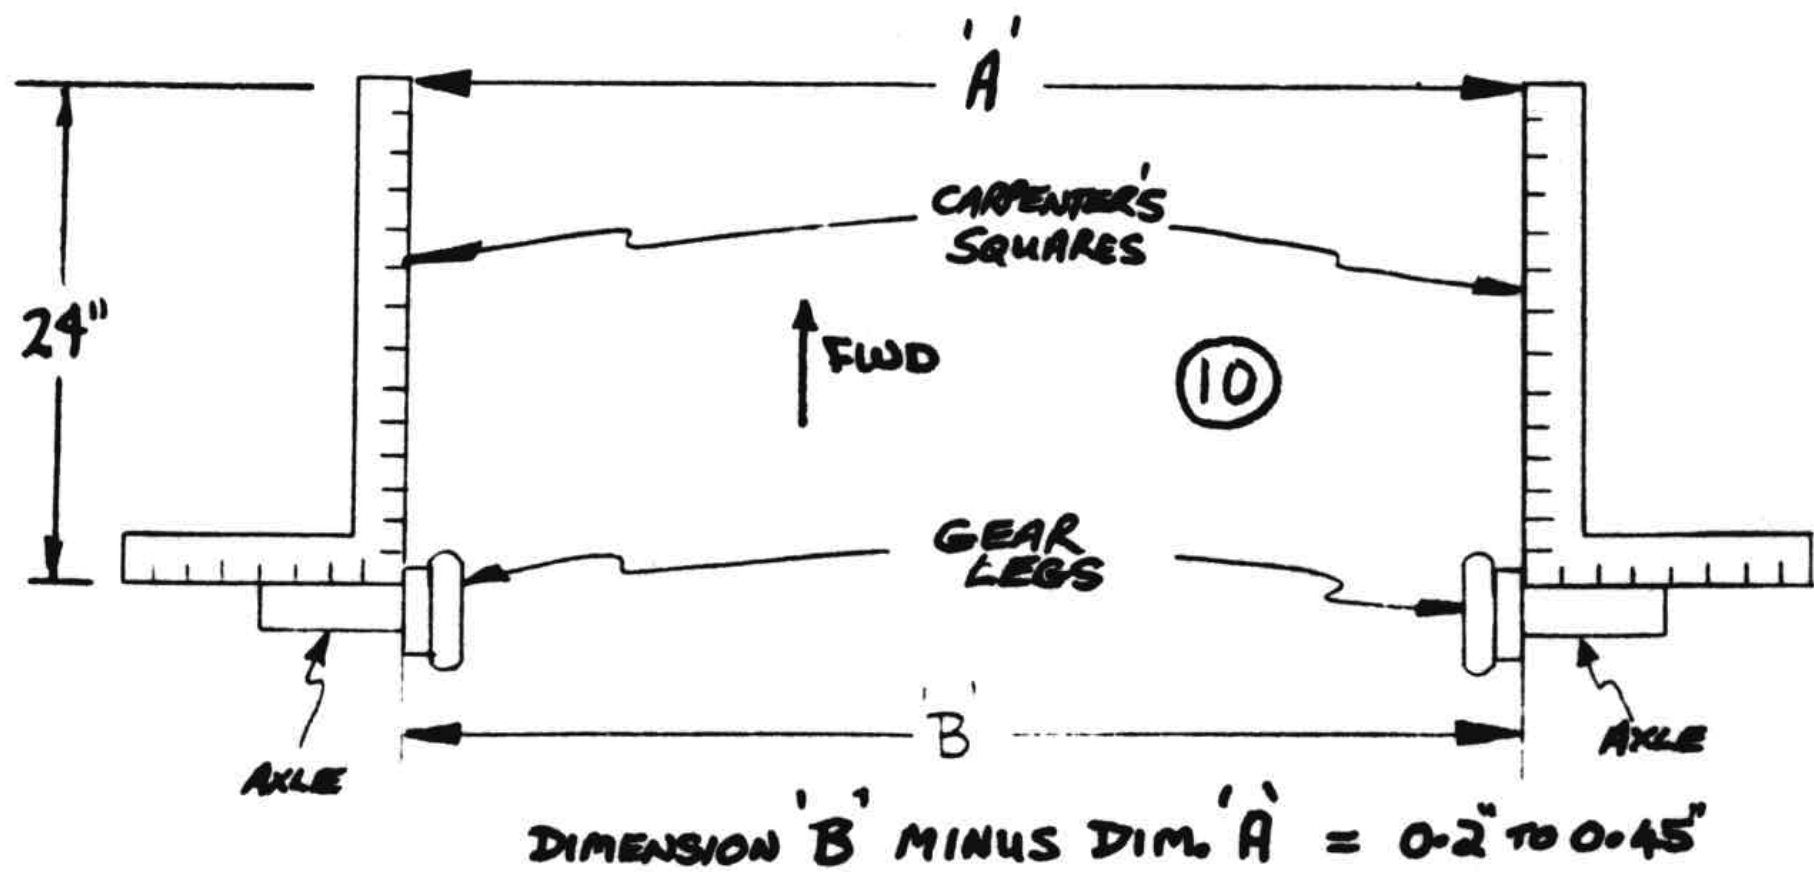 'A'
CARPENTER'S
SQUARES
24"
FWD
10
GEAR
LEGS
'B'
AXLE
AXLE
DIMENSION 'B' MINUS DIM. 'A' = 0.2" TO 0.45"